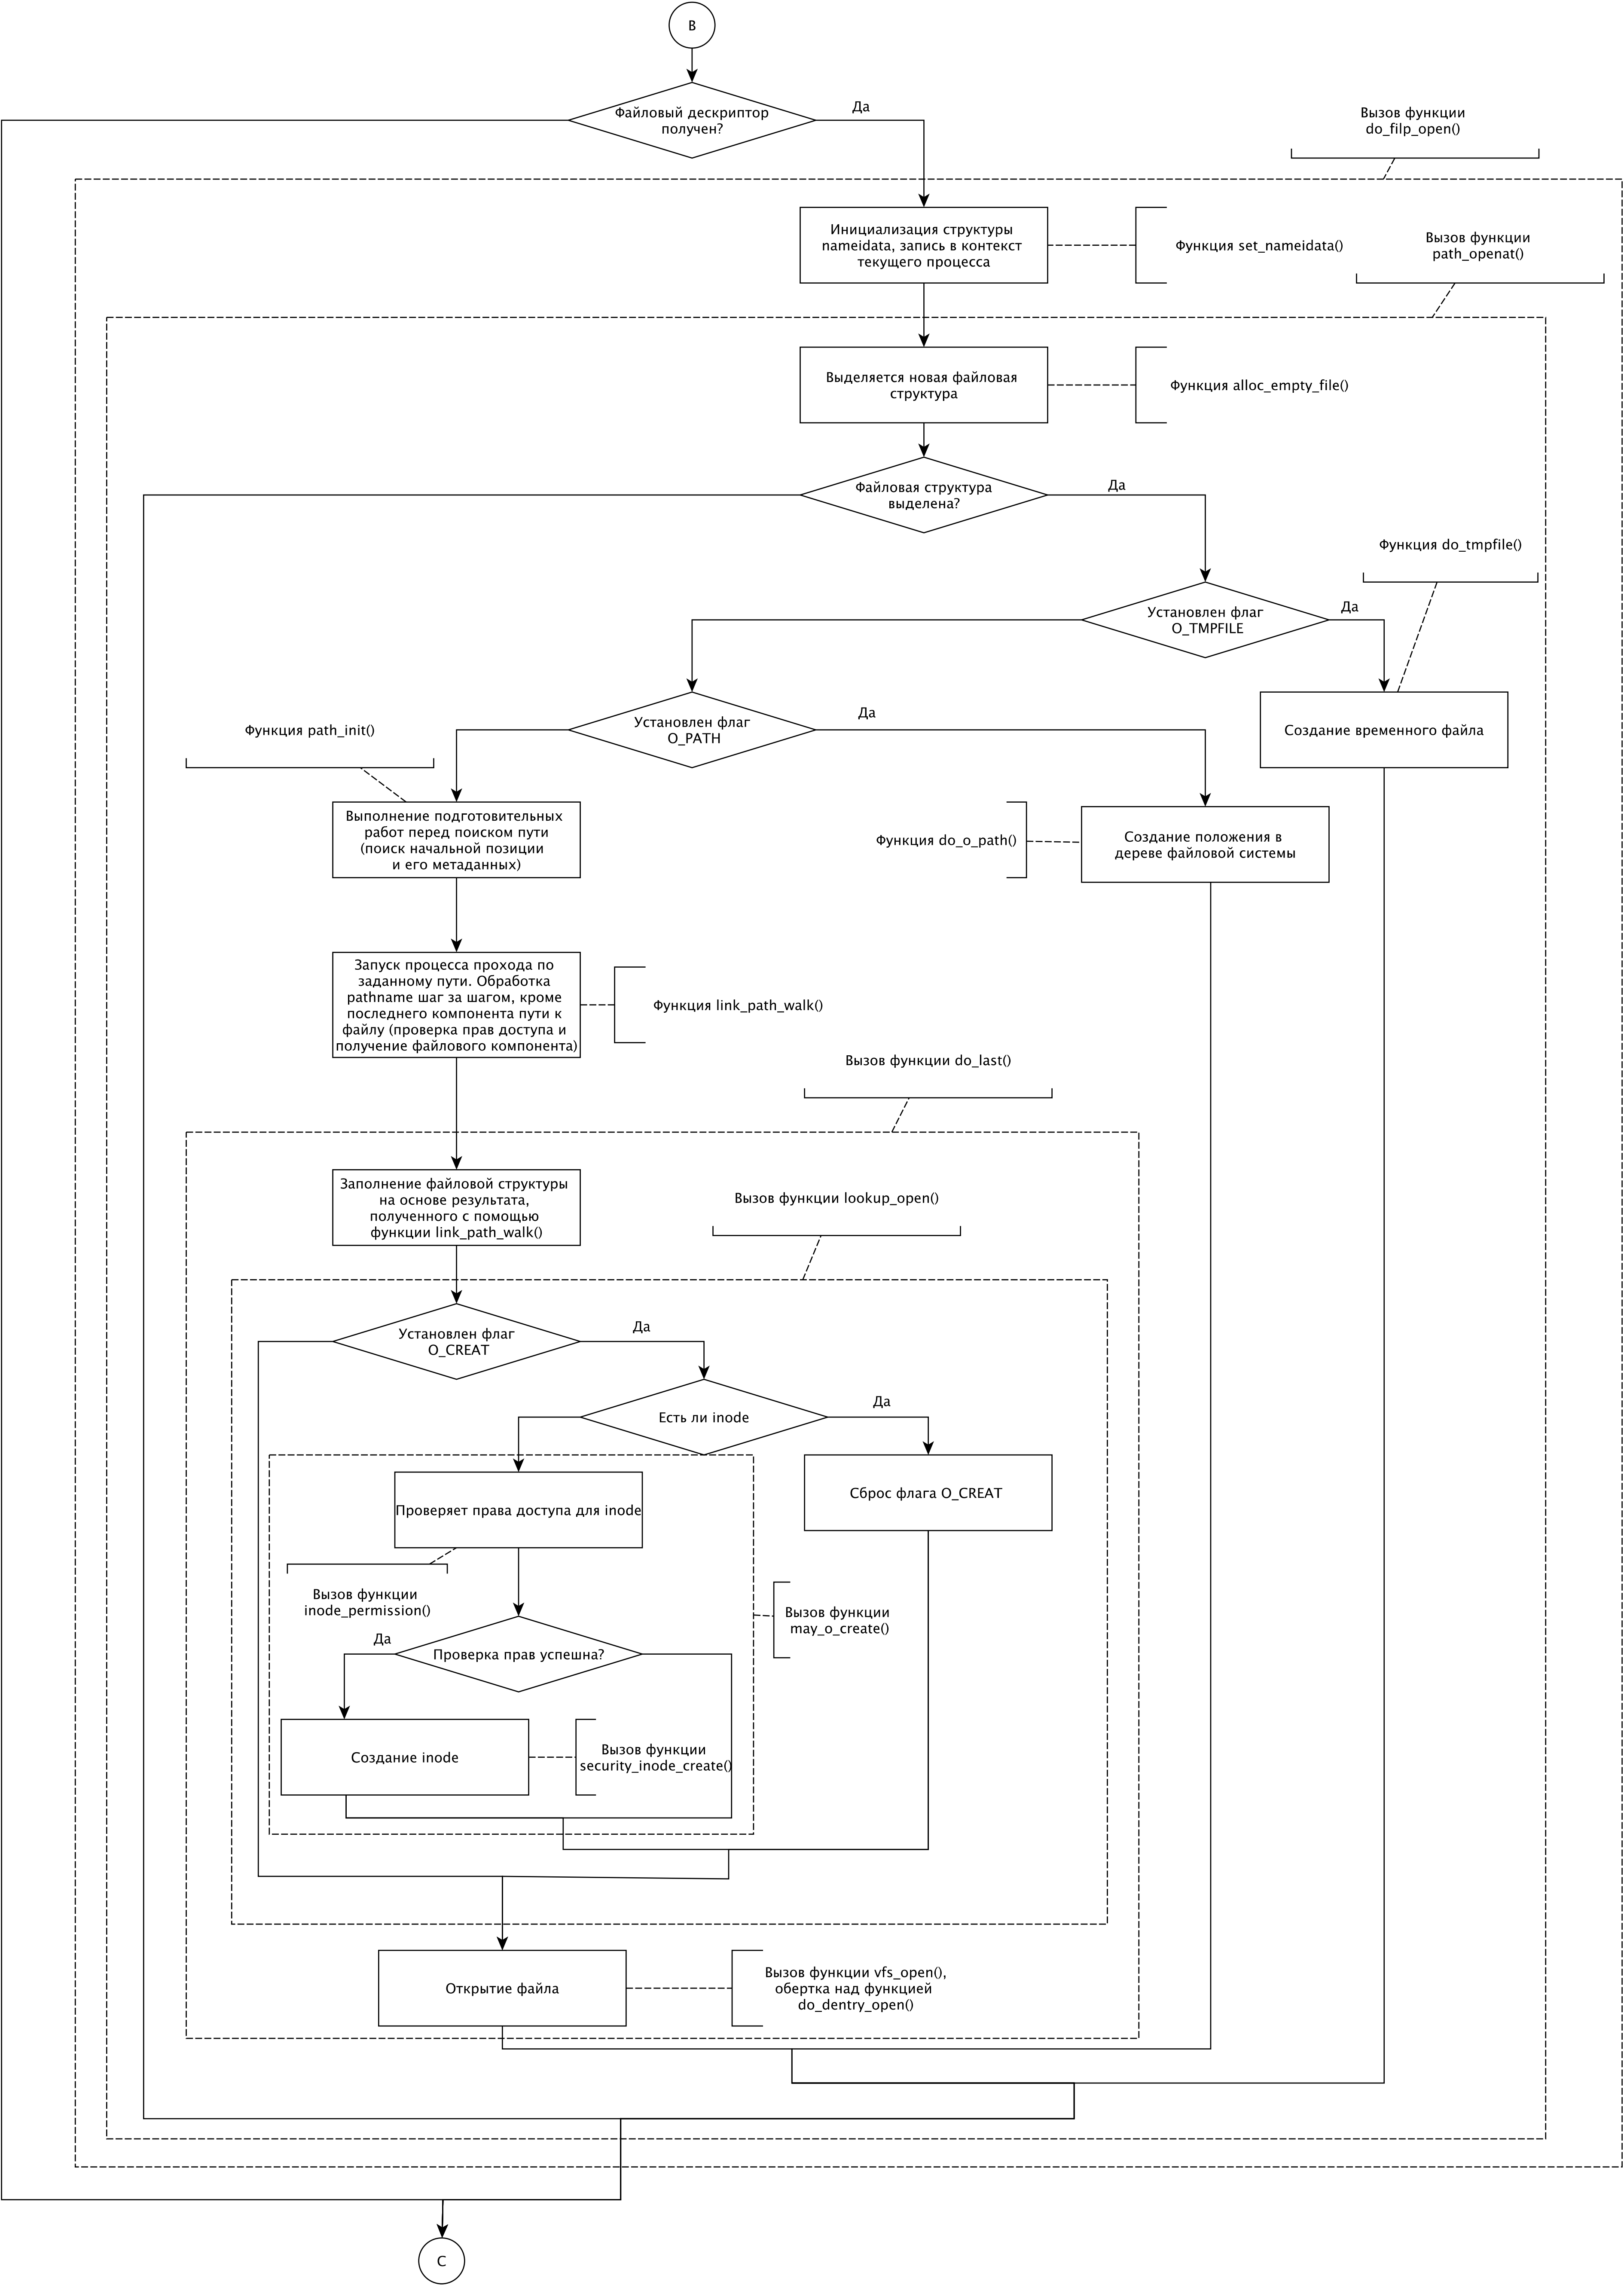 B
Файловый дескриптор
получен?
Да
Вызов функции
do_filp_open()
Инициализация структуры
nameidata, запись в контекст
текущего процесса
Функция set_nameidata()
Вызов функции
path_openat()
Выделяется новая файловая
структура
Функция alloc_empty_file()
Файловая структура
выделена?
Да
Функция do_tmpfile()
Установлен флаг
O_TMPFILE
Да
Установлен флаг
O_PATH
Да
Создание временного файла
Функция path_init()
Выполнение подготовительных
работ перед поиском пути
(поиск начальной позиции
и его метаданных)
Функция do_o_path()
Создание положения в
дереве файловой системы
Запуск процесса прохода по
заданному пути. Обработка
pathname шаг за шагом, кроме
последнего компонента пути к
файлу (проверка прав доступа и
получение файлового компонента)
Функция link_path_walk()
Вызов функции do_last()
Заполнение файловой структуры
на основе результата,
полученного с помощью
функции link_path_walk()
Вызов функции lookup_open()
Установлен флаг
O_CREAT
Да
Есть ли inode
Да
Проверяет права доступа для inode
Сброс флага O_CREAT
Вызов функции
inode_permission()
Вызов функции
may_o_create()
Да
Проверка прав успешна?
Создание inode
Вызов функции
security_inode_create()
Открытие файла
Вызов функции vfs_open(),
обертка над функцией
do_dentry_open()
C